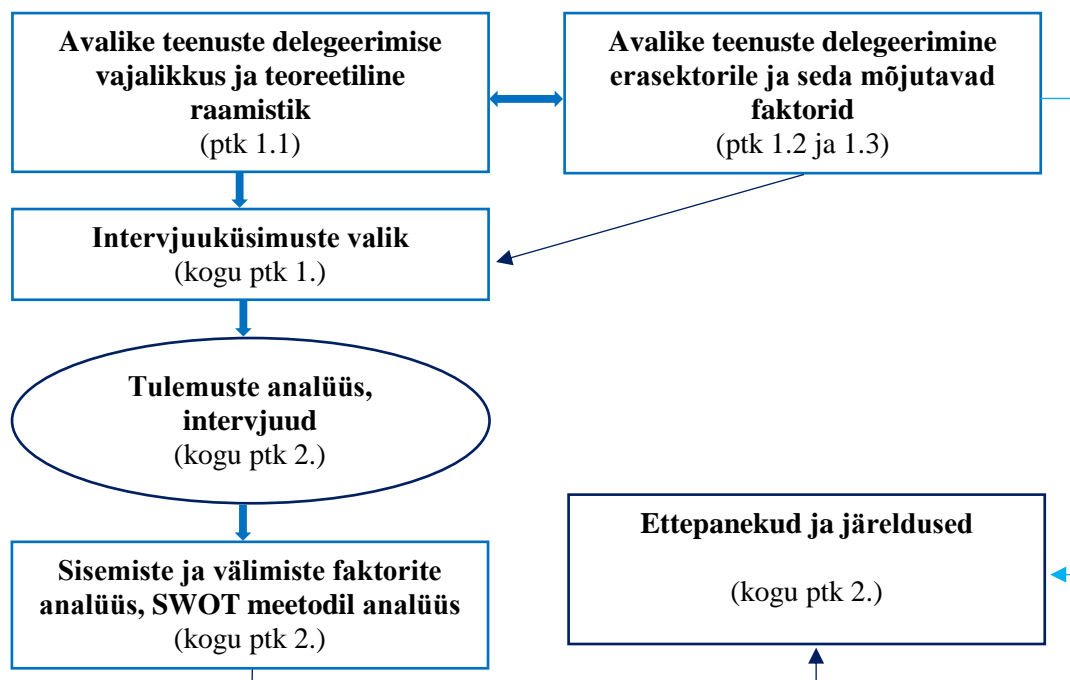 Avalike teenuste delegeerimise
vajalikkus ja teoreetiline
raamistik
(ptk 1.1)
Avalike teenuste delegeerimine
erasektorile ja seda mõjutavad
faktorid
(ptk 1.2 ja 1.3)
Intervjuuküsimuste valik
(kogu ptk 1.)
Tulemuste analüüs,
intervjuud
(kogu ptk 2.)
Sisemiste ja välimiste faktorite
analüüs, SWOT meetodil analüüs
(kogu ptk 2.)
Ettepanekud ja järeldused
(kogu ptk 2.)